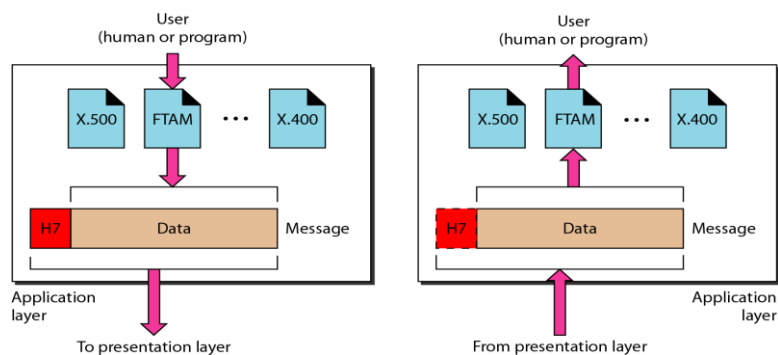 User
(human or program)
X.500
FTAM
...
X.400
H7
Data
Message
Application
layer
To presentation layer
User
(human or program)
X.500
FTAM
...
X.400
H7
Data
Message
Application
layer
From presentation layer